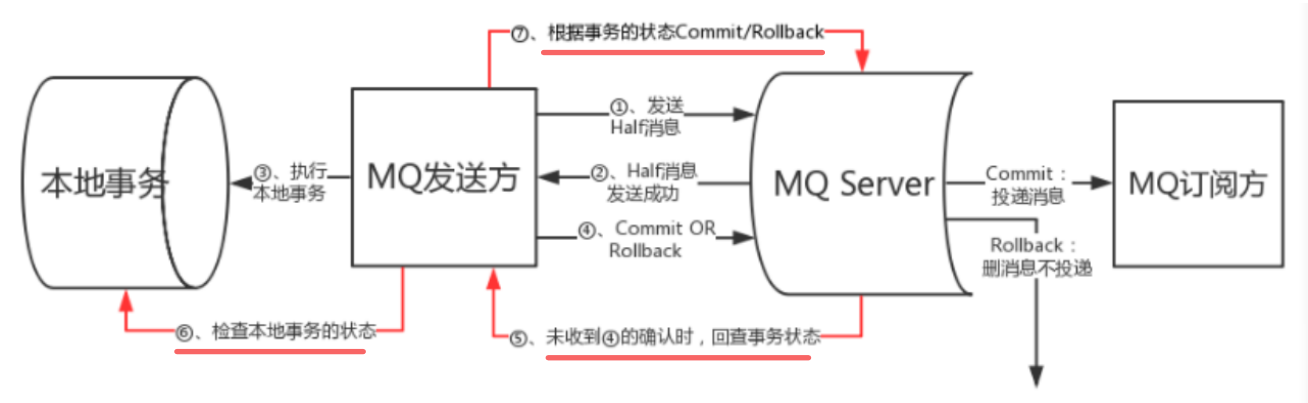 ⑦、根据事务的状态Commit/Rollback
①、发送
Half消息
本地事务
③、执行
本地事务
MQ发送方
②、Half消息
发送成功
MQ Server
Commit：
投递消息
MQ订阅方
④、Commit OR
Rollback
Rollback：
删消息不投递
⑥、检查本地事务的状态
⑤、未收到④的确认时，回查事务状态